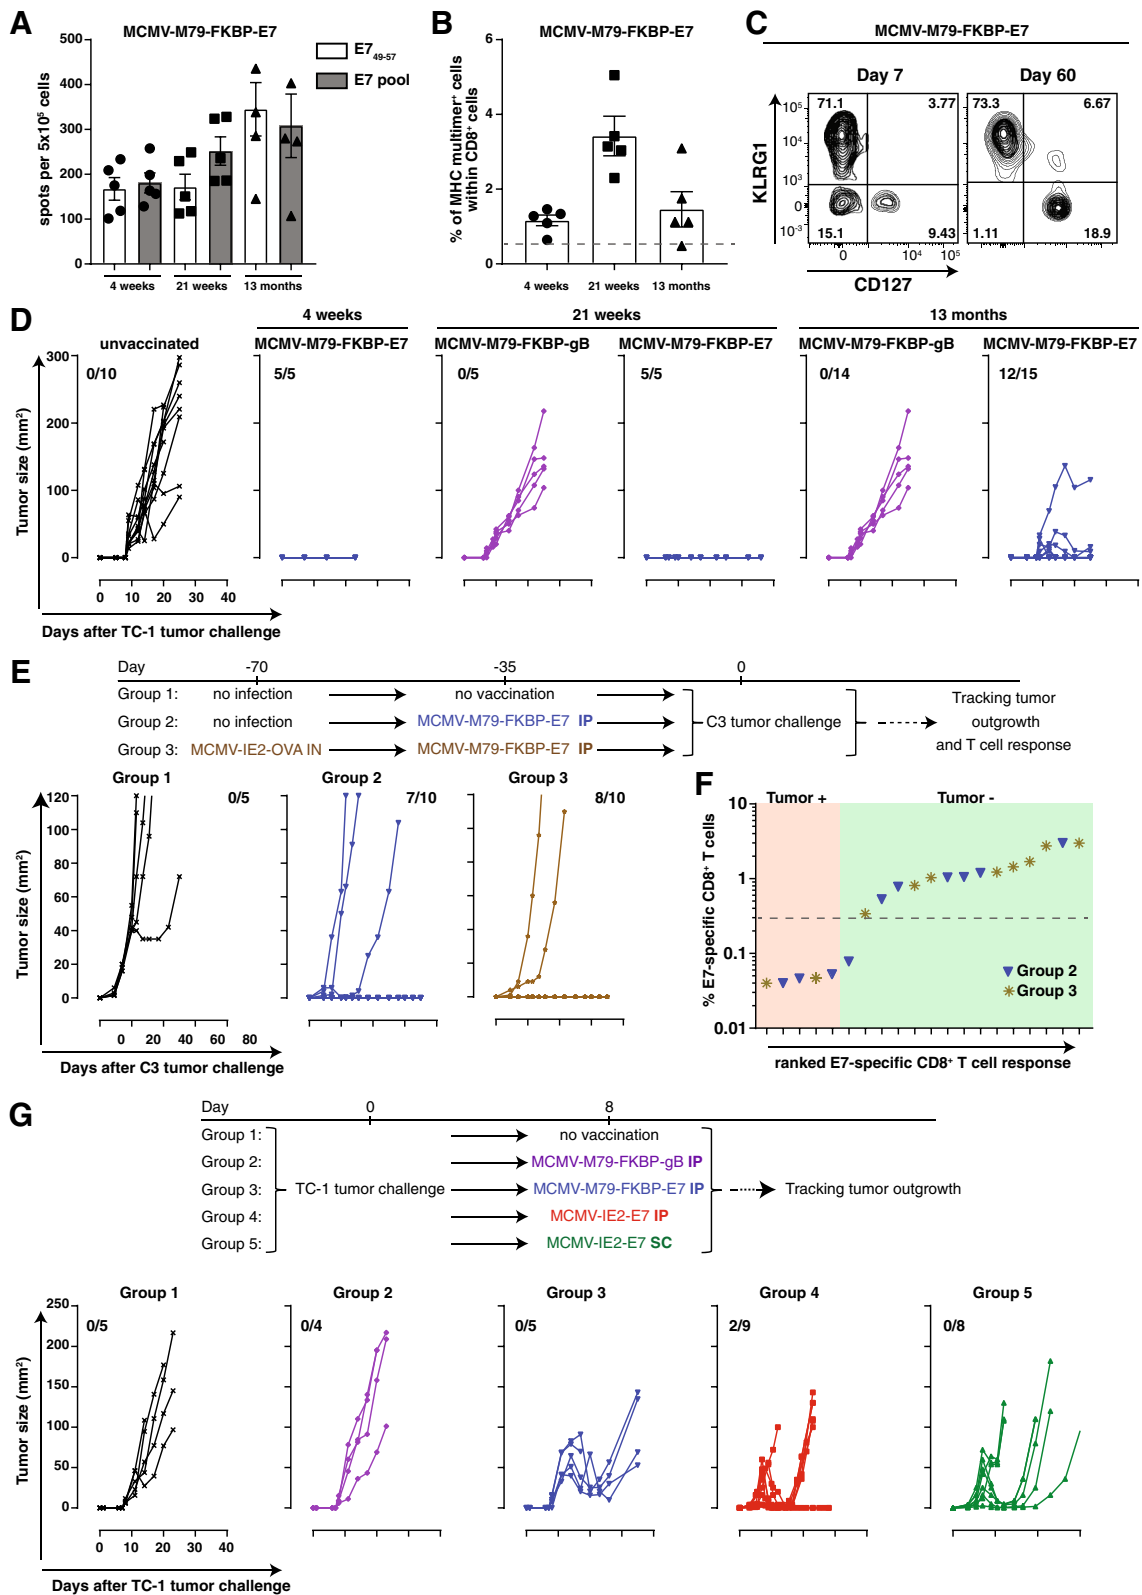 A
MCMV-M79-FKBP-E7
spots per 5x10⁵ cells
500
400
300
200
100
0
4 weeks
21 weeks
13 months
E7₄₉₋₅₇
E7 pool
B
MCMV-M79-FKBP-E7
% of MHC multimer⁺ cells
within CD8⁺ cells
6
4
2
0
4 weeks
21 weeks
13 months
C
MCMV-M79-FKBP-E7
Day 7
Day 60
KLRG1
10⁵
10⁴
10³
0
10⁻³
71.1
3.77
15.1
9.43
73.3
6.67
1.11
18.9
0
10⁴
10⁵
CD127
D
4 weeks
21 weeks
13 months
unvaccinated
MCMV-M79-FKBP-E7
MCMV-M79-FKBP-gB
MCMV-M79-FKBP-E7
MCMV-M79-FKBP-gB
MCMV-M79-FKBP-E7
Tumor size (mm²)
300
200
100
0
0/10
5/5
0/5
5/5
0/14
12/15
0
10
20
30
40
Days after TC-1 tumor challenge
E
Day
-70
-35
0
Group 1:
no infection
no vaccination
Group 2:
no infection
MCMV-M79-FKBP-E7 IP
Group 3:
MCMV-IE2-OVA IN
MCMV-M79-FKBP-E7 IP
C3 tumor challenge
Tracking tumor
outgrowth
and T cell response
Group 1
Group 2
Group 3
Tumor size (mm²)
120
100
80
60
40
20
0
0/5
7/10
8/10
0
20
40
60
80
Days after C3 tumor challenge
F
Tumor +
Tumor -
% E7-specific CD8⁺ T cells
10
1
0.1
0.01
Group 2
Group 3
ranked E7-specific CD8⁺ T cell response
G
Day
0
8
Group 1:
no vaccination
Group 2:
MCMV-M79-FKBP-gB IP
Group 3:
TC-1 tumor challenge
MCMV-M79-FKBP-E7 IP
Tracking tumor outgrowth
Group 4:
MCMV-IE2-E7 IP
Group 5:
MCMV-IE2-E7 SC
Group 1
Group 2
Group 3
Group 4
Group 5
Tumor size (mm²)
250
200
150
100
50
0
0/5
0/4
0/5
2/9
0/8
0
10
20
30
40
Days after TC-1 tumor challenge